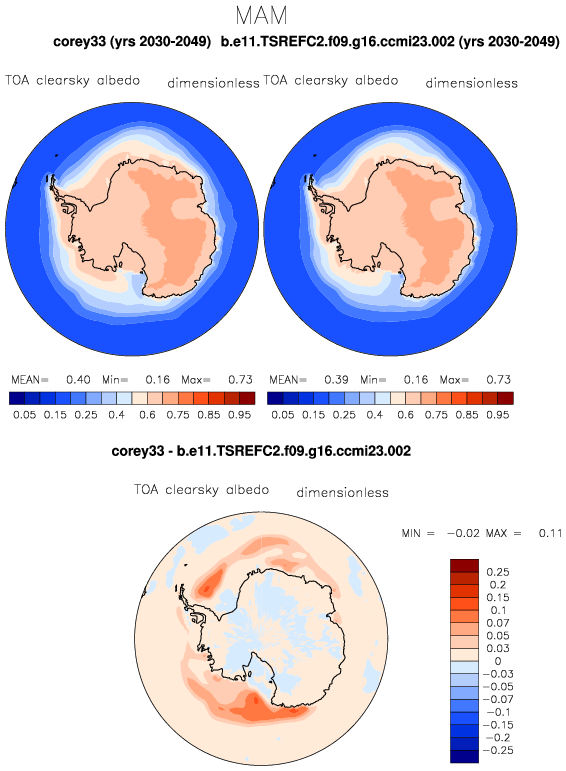 MAM
corey33 (yrs 2030-2049) b.e11.TSREFC2.f09.g16.ccmi23.002 (yrs 2030-2049)
TOA clearsky albedo dimensionless TOA clearsky albedo dimensionless
MEAN= 0.40 Min= 0.16 Max= 0.73 MEAN= 0.39 Min= 0.16 Max= 0.73
0.05 0.15 0.25 0.4 0.6 0.75 0.85 0.95 0.05 0.15 0.25 0.4 0.6 0.75 0.85 0.95
corey33 - b.e11.TSREFC2.f09.g16.ccmi23.002
TOA clearsky albedo dimensionless
MIN = -0.02 MAX = 0.11
0.25
0.2
0.15
0.1
0.07
0.05
0.03
0
-0.03
-0.05
-0.07
-0.1
-0.15
-0.2
-0.25